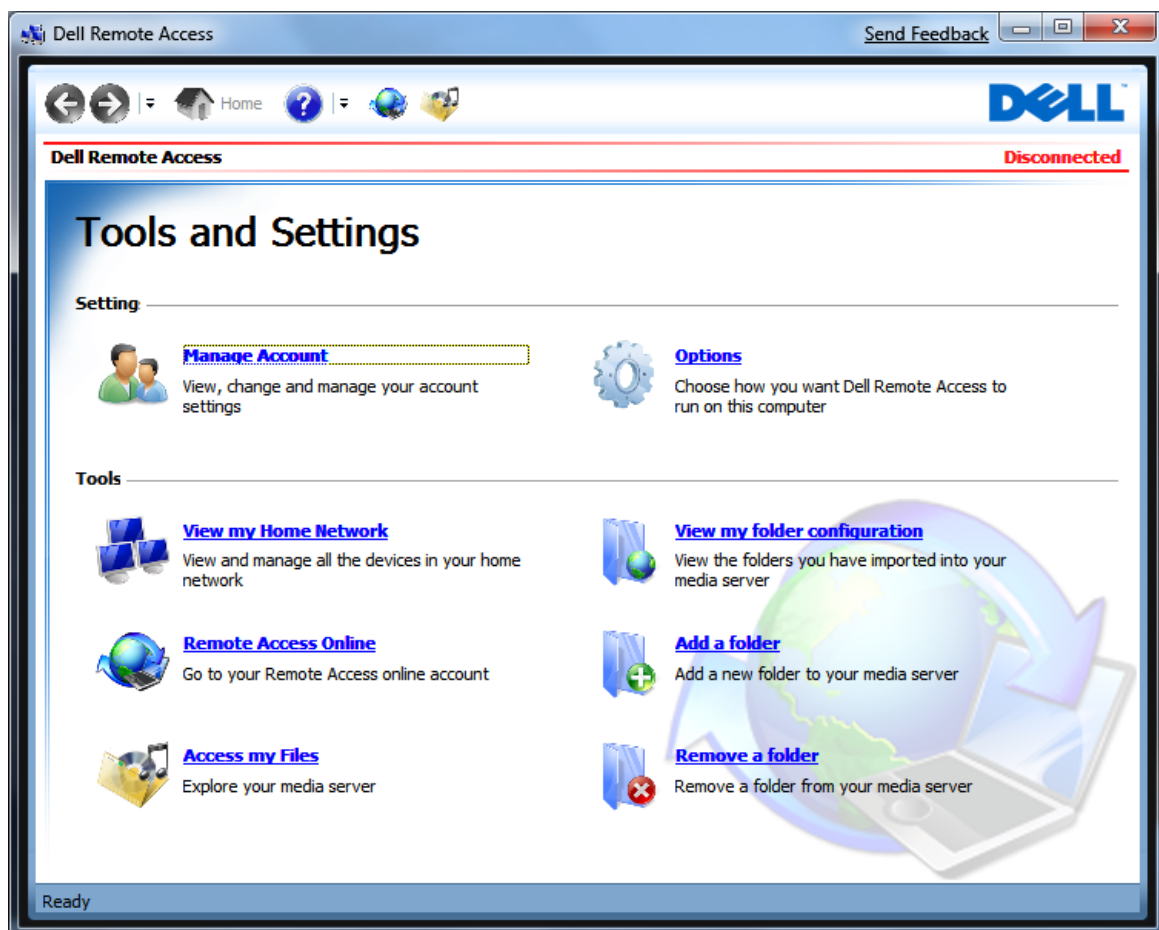 Dell Remote Access
Send Feedback
Home
DELL
Dell Remote Access
Disconnected
Tools and Settings
Setting
Manage Account
View, change and manage your account
settings
Options
Choose how you want Dell Remote Access to
run on this computer
Tools
View my Home Network
View and manage all the devices in your home
network
View my folder configuration
View the folders you have imported into your
media server
Remote Access Online
Go to your Remote Access online account
Add a folder
Add a new folder to your media server
Access my Files
Explore your media server
Remove a folder
Remove a folder from your media server
Ready